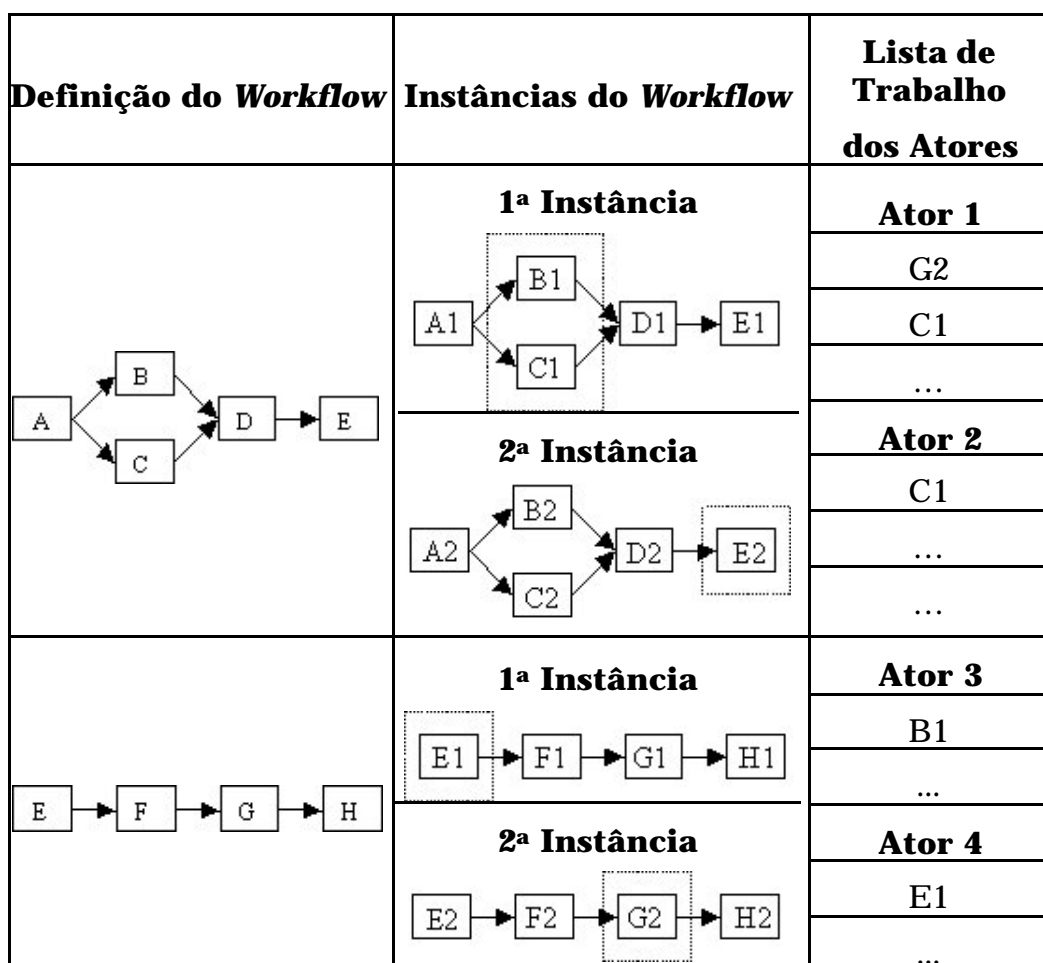 Definição do Workflow
Instâncias do Workflow
Lista de
Trabalho
dos Atores
A
B
C
D
E
1ª Instância
A1
B1
C1
D1
E1
2ª Instância
A2
B2
C2
D2
E2
Ator 1
G2
C1
...
Ator 2
C1
...
...
E
F
G
H
1ª Instância
E1
F1
G1
H1
2ª Instância
E2
F2
G2
H2
Ator 3
B1
...
Ator 4
E1
...